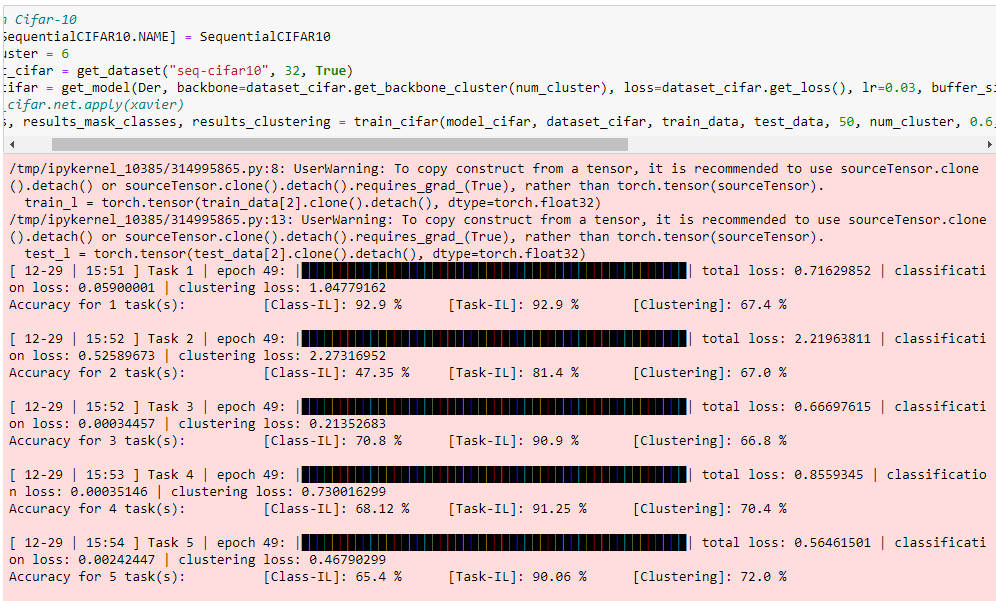 Cifar-10
SequentialCIFAR10.NAME] = SequentialCIFAR10
uster = 6
t_cifar = get_dataset("seq-cifar10", 32, True)
cifar = get_model(Der, backbone=dataset_cifar.get_backbone_cluster(num_cluster), loss=dataset_cifar.get_loss(), lr=0.03, buffer_si
_cifar.net.apply(xavier)
s, results_mask_classes, results_clustering = train_cifar(model_cifar, dataset_cifar, train_data, test_data, 50, num_cluster, 0.6,
/tmp/ipykernel_10385/314995865.py:8: UserWarning: To copy construct from a tensor, it is recommended to use sourceTensor.clone
().detach() or sourceTensor.clone().detach().requires_grad_(True), rather than torch.tensor(sourceTensor).
train_l = torch.tensor(train_data[2].clone().detach(), dtype=torch.float32)
/tmp/ipykernel_10385/314995865.py:13: UserWarning: To copy construct from a tensor, it is recommended to use sourceTensor.clone
().detach() or sourceTensor.clone().detach().requires_grad_(True), rather than torch.tensor(sourceTensor).
test_l = torch.tensor(test_data[2].clone().detach(), dtype=torch.float32)
[ 12-29 | 15:51 ] Task 1 | epoch 49: | | total loss: 0.71629852 | classificati
on loss: 0.05900001 | clustering loss: 1.04779162
Accuracy for 1 task(s): [Class-IL]: 92.9 % [Task-IL]: 92.9 % [Clustering]: 67.4 %
[ 12-29 | 15:52 ] Task 2 | epoch 49: | | total loss: 2.21963811 | classificati
on loss: 0.52589673 | clustering loss: 2.27316952
Accuracy for 2 task(s): [Class-IL]: 47.35 % [Task-IL]: 81.4 % [Clustering]: 67.0 %
[ 12-29 | 15:52 ] Task 3 | epoch 49: | | total loss: 0.66697615 | classificati
on loss: 0.00034457 | clustering loss: 0.21352683
Accuracy for 3 task(s): [Class-IL]: 70.8 % [Task-IL]: 90.9 % [Clustering]: 66.8 %
[ 12-29 | 15:53 ] Task 4 | epoch 49: | | total loss: 0.8559345 | classificatio
n loss: 0.00035146 | clustering loss: 0.730016299
Accuracy for 4 task(s): [Class-IL]: 68.12 % [Task-IL]: 91.25 % [Clustering]: 70.4 %
[ 12-29 | 15:54 ] Task 5 | epoch 49: | | total loss: 0.56461501 | classificati
on loss: 0.00242447 | clustering loss: 0.46790299
Accuracy for 5 task(s): [Class-IL]: 65.4 % [Task-IL]: 90.06 % [Clustering]: 72.0 %